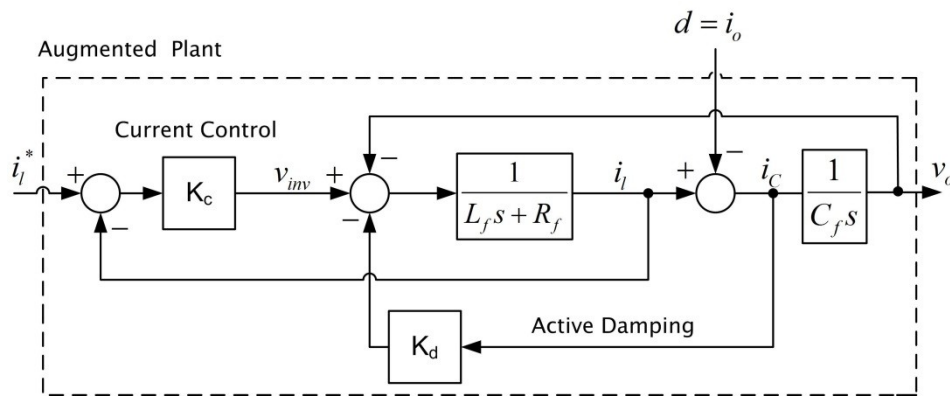 d = i_o
Augmented Plant
Current Control
i_l^* + K_c v_inv + − 1 / (L_f s + R_f) i_l + − i_C 1 / (C_f s) v_o
− −
K_d
Active Damping